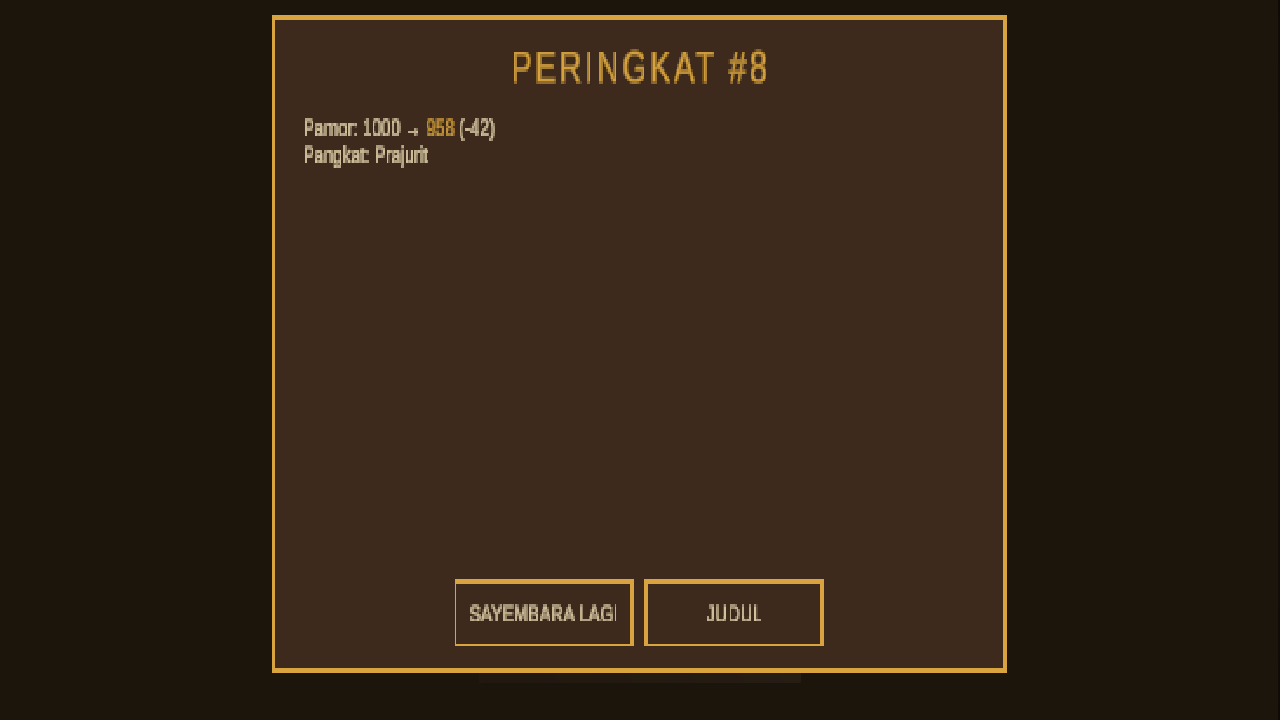 PERINGKAT #8
Pamor: 1000 → 958 (-42)
Pangkat: Prajurit
SAYEMBARA LAGI
JUDUL